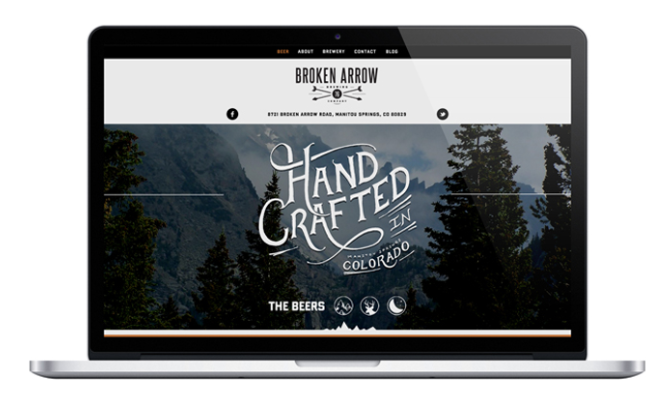 BEER ABOUT BREWERY CONTACT BLOG
BROKEN ARROW
BREWING
COMPANY
8721 BROKEN ARROW ROAD, MANITOU SPRINGS, CO 80829
HAND
CRAFTED
IN
MANITOU SPRINGS
COLORADO
THE BEERS